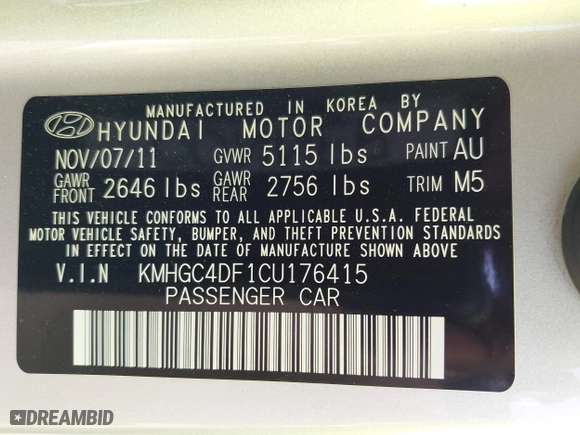 MANUFACTURED IN KOREA BY
HYUNDAI MOTOR COMPANY
NOV/07/11 GVWR 5115 lbs PAINT AU
GAWR FRONT 2646 lbs GAWR REAR 2756 lbs TRIM M5
THIS VEHICLE CONFORMS TO ALL APPLICABLE U.S.A. FEDERAL
MOTOR VEHICLE SAFETY, BUMPER, AND THEFT PREVENTION STANDARDS
IN EFFECT ON THE DATE OF MANUFACTURE SHOWN ABOVE
V.I.N KMHGC4DF1CU176415
PASSENGER CAR
DREAMBID